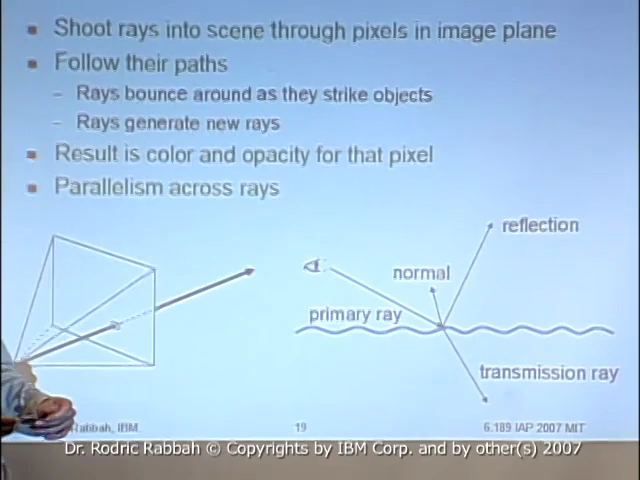 Shoot rays into scene through pixels in image plane
Follow their paths
Rays bounce around as they strike objects
Rays generate new rays
Result is color and opacity for that pixel
Parallelism across rays
reflection
normal
primary ray
transmission ray
Rabbah, IBM.
19
6.189 IAP 2007 MIT
Dr. Rodric Rabbah © Copyrights by IBM Corp. and by other(s) 2007